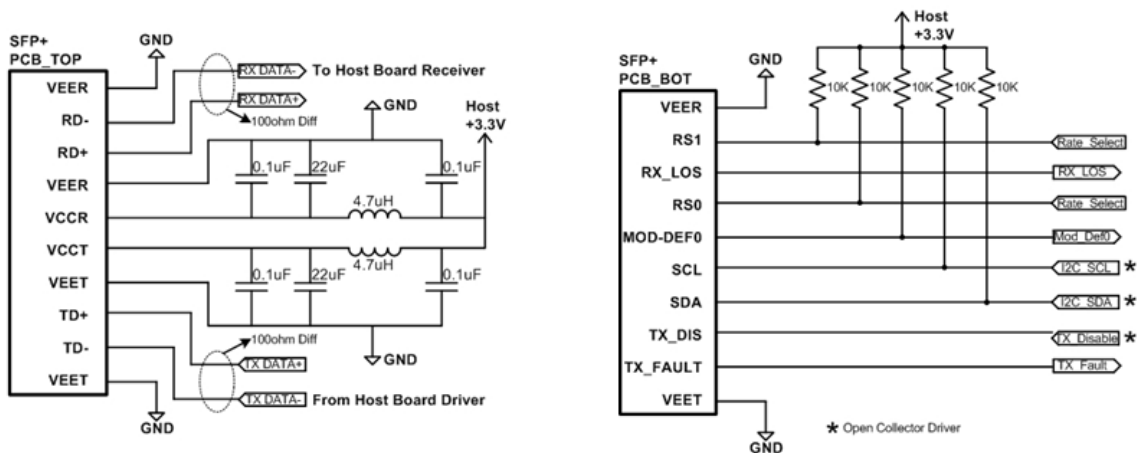 SFP+
PCB_TOP
GND
VEER
RD-
RD+
VEER
VCCR
VCCT
VEET
TD+
TD-
VEET
RX DATA-
To Host Board Receiver
RX DATA+
100ohm Diff
GND
Host
+3.3V
0.1uF
22uF
0.1uF
4.7uH
4.7uH
0.1uF
22uF
0.1uF
100ohm Diff
GND
TX DATA+
TX DATA-
From Host Board Driver
GND
Host
+3.3V
SFP+
PCB_BOT
GND
10K
10K
10K
10K
10K
VEER
RS1
Rate_Select
RX_LOS
RX_LOS
RS0
Rate_Select
MOD-DEF0
Mod_Def0
SCL
I2C_SCL *
SDA
I2C_SDA *
TX_DIS
TX_Disable *
TX_FAULT
TX_Fault
VEET
GND
* Open Collector Driver